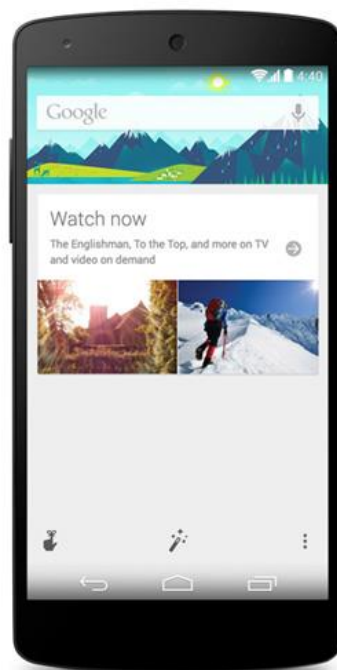 4:40
Google
Watch now
The Englishman, To the Top, and more on TV
and video on demand